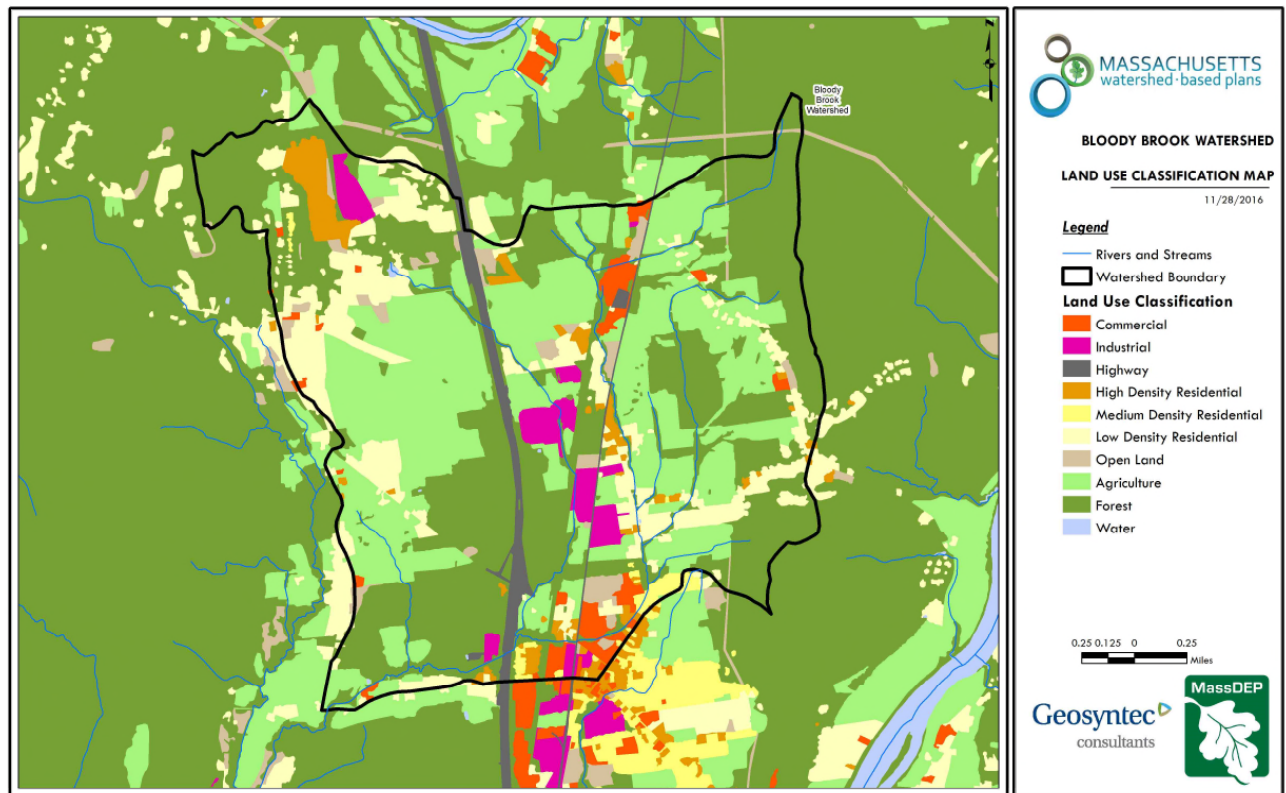 Bloody
Brook
Watershed
MASSACHUSETTS
watershed·based plans
BLOODY BROOK WATERSHED
LAND USE CLASSIFICATION MAP
11/28/2016
Legend
Rivers and Streams
Watershed Boundary
Land Use Classification
Commercial
Industrial
Highway
High Density Residential
Medium Density Residential
Low Density Residential
Open Land
Agriculture
Forest
Water
0.25 0.125 0 0.25
Miles
Geosyntec
consultants
MassDEP